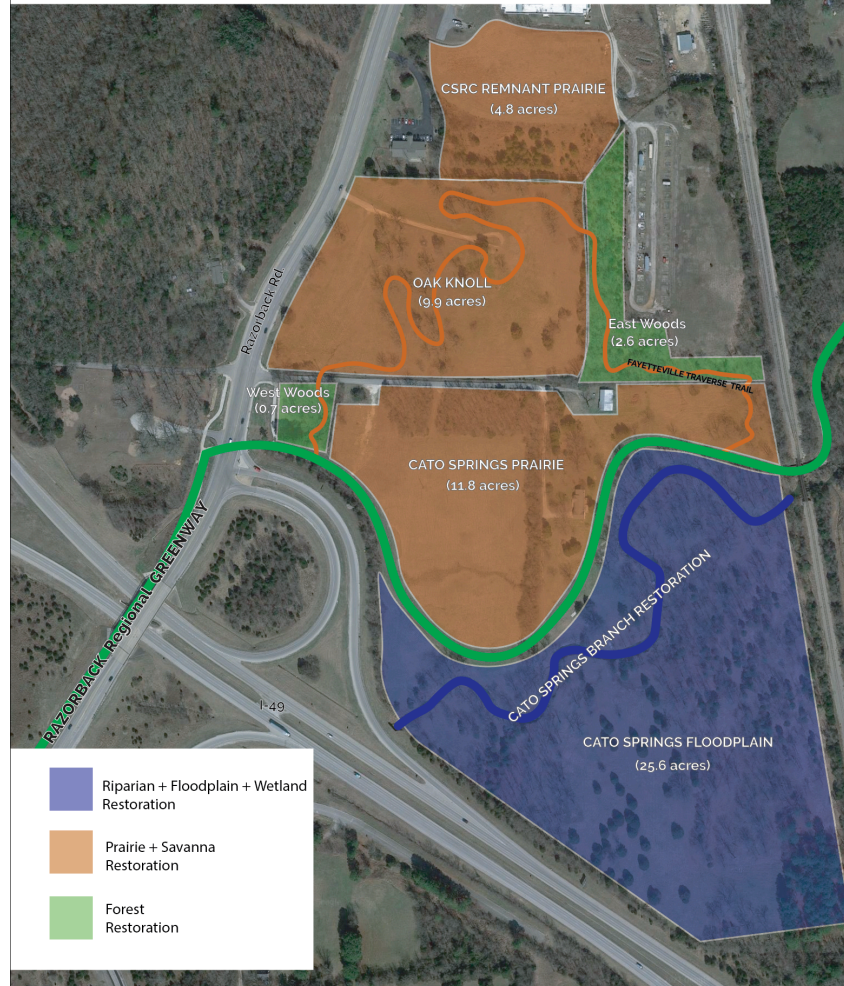 CSRC REMNANT PRAIRIE
(4.8 acres)
Razorback Rd
OAK KNOLL
(9.9 acres)
East Woods
(2.6 acres)
FAYETTEVILLE TRAVERSE TRAIL
West Woods
(0.7 acres)
CATO SPRINGS PRAIRIE
(11.8 acres)
RAZORBACK Regional GREENWAY
CATO SPRINGS BRANCH RESTORATION
I-49
CATO SPRINGS FLOODPLAIN
(25.6 acres)
Riparian + Floodplain + Wetland
Restoration
Prairie + Savanna
Restoration
Forest
Restoration